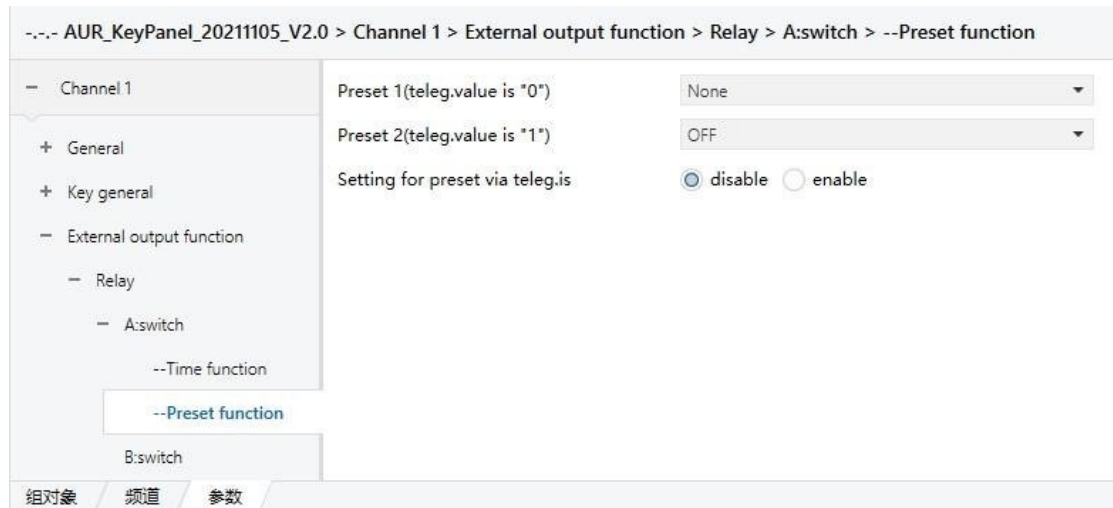 -.-.- AUR_KeyPanel_20211105_V2.0 > Channel 1 > External output function > Relay > A:switch > --Preset function
Channel 1
General
Key general
External output function
Relay
A:switch
--Time function
--Preset function
B:switch
Preset 1(teleg.value is "0") None
Preset 2(teleg.value is "1") OFF
Setting for preset via teleg.is disable enable
组对象 频道 参数